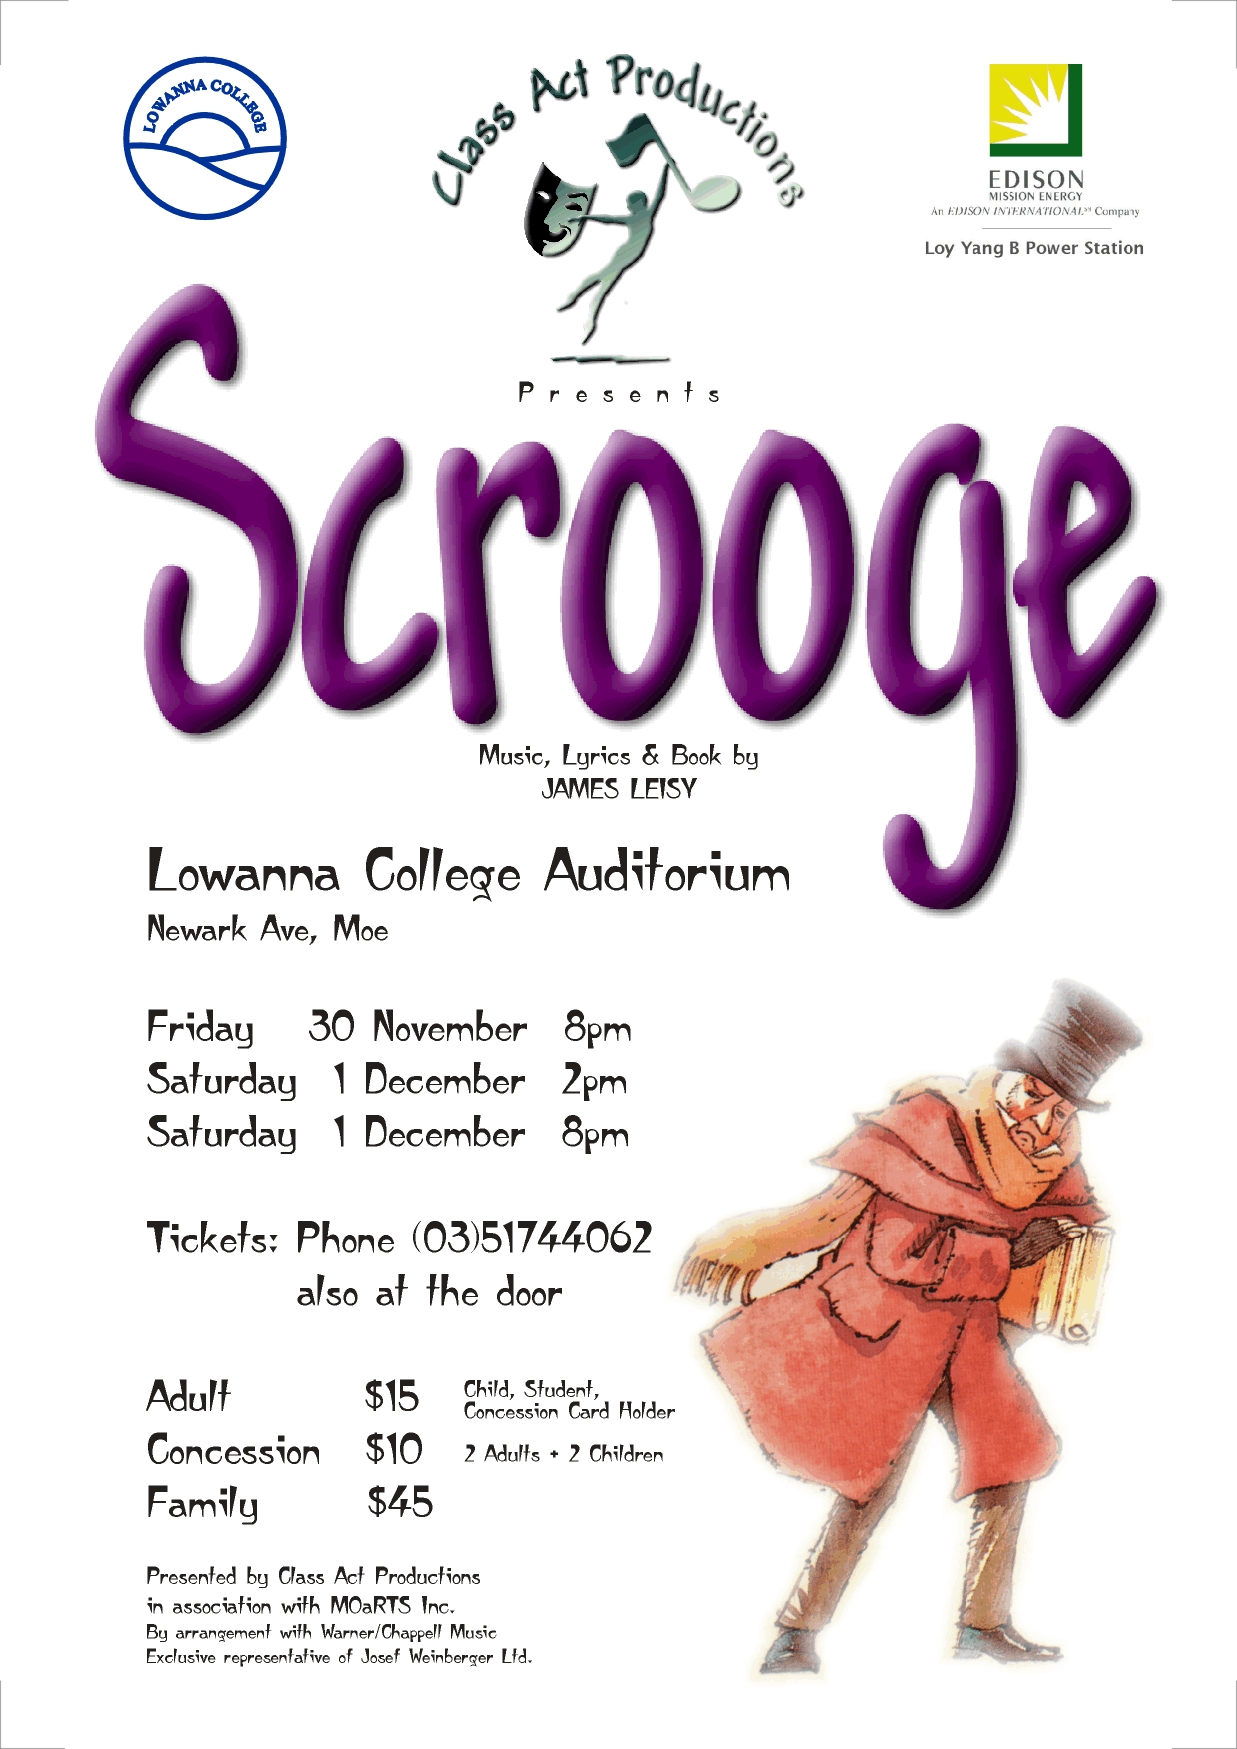 LOWANNA COLLEGE
Class Act Productions
EDISON
MISSION ENERGY
An EDISON INTERNATIONAL℠ Company
Loy Yang B Power Station
Presents
Scrooge
Music, Lyrics & Book by
JAMES LEISY
Lowanna College Auditorium
Newark Ave, Moe
Friday 30 November 8pm
Saturday 1 December 2pm
Saturday 1 December 8pm
Tickets: Phone (03)51744062
also at the door
Adult $15 Child, Student,
Concession Card Holder
Concession $10 2 Adults + 2 Children
Family $45
Presented by Class Act Productions
in association with MOaRTS Inc.
By arrangement with Warner/Chappell Music
Exclusive representative of Josef Weinberger Ltd.